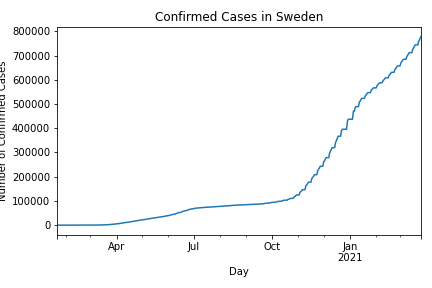 Confirmed Cases in Sweden
Number of Confirmed Cases
800000
700000
600000
500000
400000
300000
200000
100000
0
Apr
Jul
Oct
Jan
2021
Day